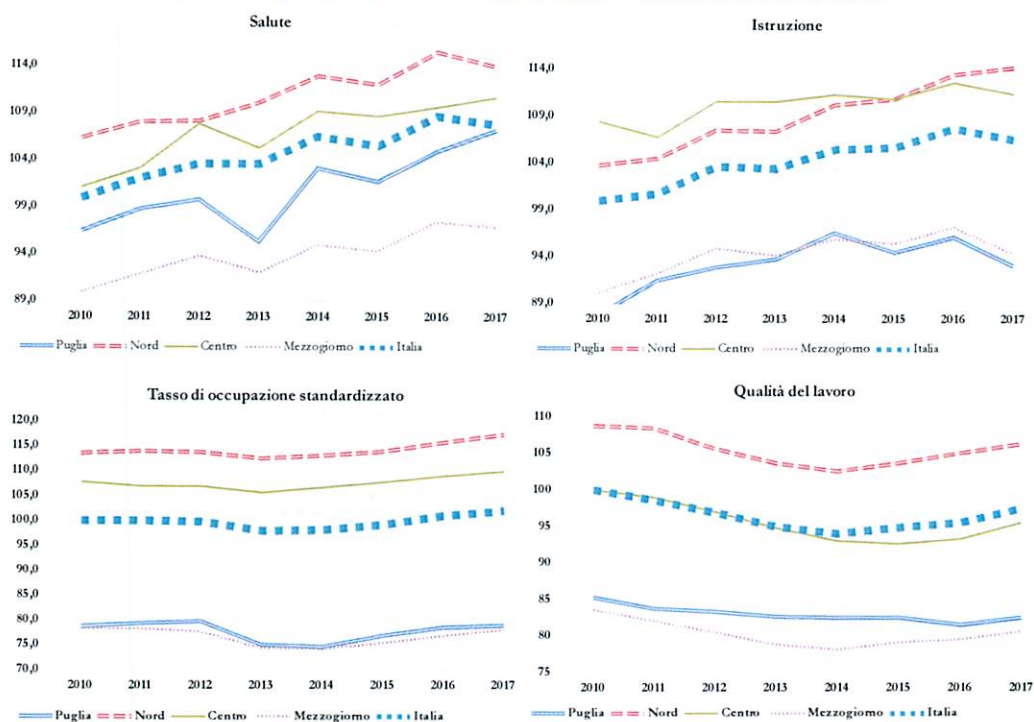 Salute
114,0
109,0
104,0
99,0
94,0
89,0
2010 2011 2012 2013 2014 2015 2016 2017
Puglia Nord Centro Mezzogiorno Italia
Istruzione
114,0
109,0
104,0
99,0
94,0
89,0
2010 2011 2012 2013 2014 2015 2016 2017
Puglia Nord Centro Mezzogiorno Italia
Tasso di occupazione standardizzato
120,0
115,0
110,0
105,0
100,0
95,0
90,0
85,0
80,0
75,0
70,0
2010 2011 2012 2013 2014 2015 2016 2017
Puglia Nord Centro Mezzogiorno Italia
Qualità del lavoro
110
105
100
95
90
85
80
75
2010 2011 2012 2013 2014 2015 2016 2017
Puglia Nord Centro Mezzogiorno Italia